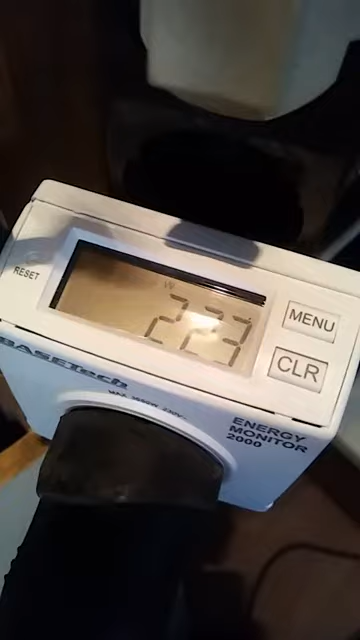 RESET
W
223
MENU
CLR
BASETech
ENERGY
MONITOR
2000